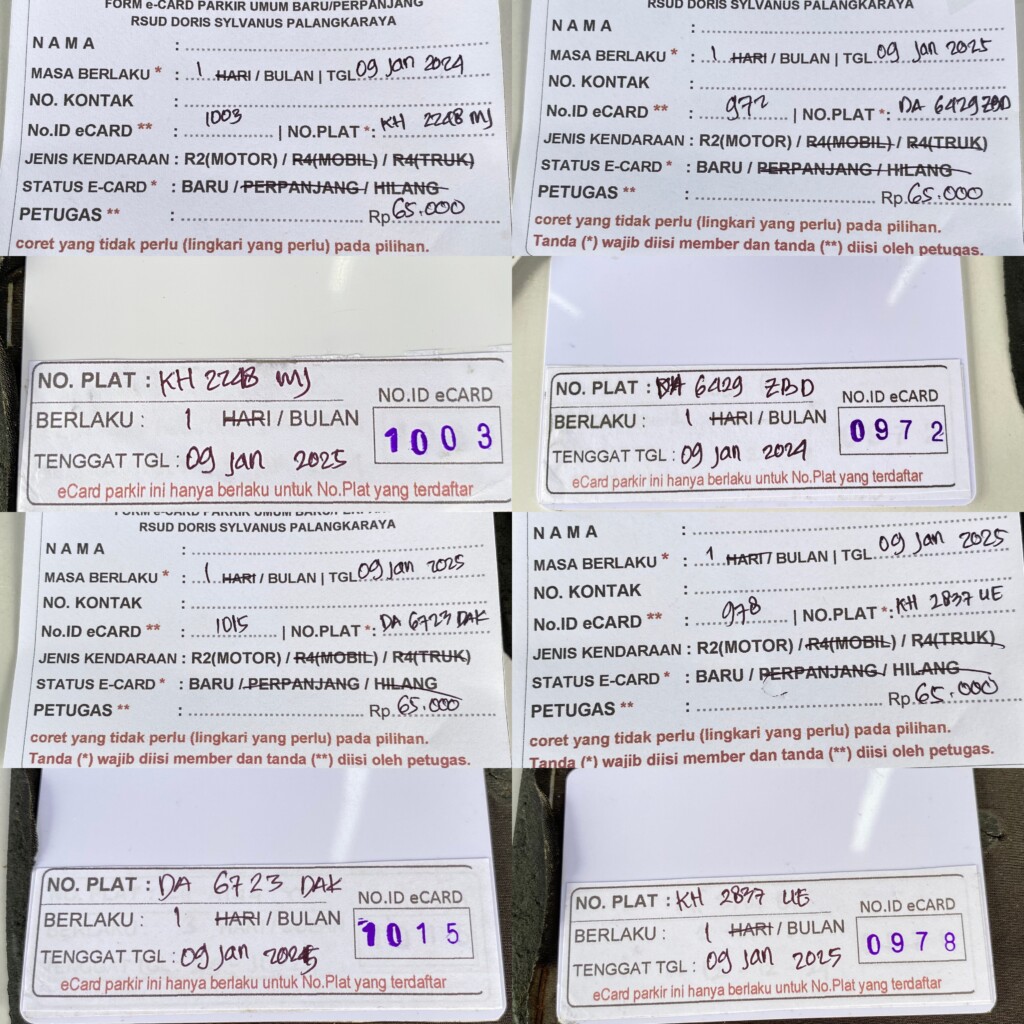 FORM e-CARD PARKIR UMUM BARU/PERPANJANG
RSUD DORIS SYLVANUS PALANGKARAYA
NAMA :
MASA BERLAKU * : 1 HARI / BULAN | TGL 09 Jan 2024
NO. KONTAK :
No.ID eCARD ** : 1003 | NO.PLAT *: KH 2248 MJ
JENIS KENDARAAN : R2(MOTOR) / R4(MOBIL) / R4(TRUK)
STATUS E-CARD * : BARU / PERPANJANG / HILANG
PETUGAS ** : Rp. 65.000
coret yang tidak perlu (lingkari yang perlu) pada pilihan.
RSUD DORIS SYLVANUS PALANGKARAYA
NAMA :
MASA BERLAKU * : 1 HARI / BULAN | TGL 09 Jan 2025
NO. KONTAK :
No.ID eCARD ** : 972 | NO.PLAT *: DA 6429 ZBD
JENIS KENDARAAN : R2(MOTOR) / R4(MOBIL) / R4(TRUK)
STATUS E-CARD * : BARU / PERPANJANG / HILANG
PETUGAS ** : Rp. 65.000
coret yang tidak perlu (lingkari yang perlu) pada pilihan.
Tanda (*) wajib diisi member dan tanda (**) diisi oleh petugas.
NO. PLAT : KH 2248 MJ
NO.ID eCARD
BERLAKU : 1 HARI / BULAN
1003
TENGGAT TGL : 09 Jan 2025
eCard parkir ini hanya berlaku untuk No.Plat yang terdaftar
NO. PLAT : DA 6429 ZBD
NO.ID eCARD
BERLAKU : 1 HARI / BULAN
0972
TENGGAT TGL : 09 Jan 2024
eCard parkir ini hanya berlaku untuk No.Plat yang terdaftar
FORM e-CARD PARKIR UMUM BARU/
RSUD DORIS SYLVANUS PALANGKARAYA
NAMA :
MASA BERLAKU * : 1 HARI / BULAN | TGL 09 Jan 2025
NO. KONTAK :
No.ID eCARD ** : 1015 | NO.PLAT *: DA 6723 DAK
JENIS KENDARAAN : R2(MOTOR) / R4(MOBIL) / R4(TRUK)
STATUS E-CARD * : BARU / PERPANJANG / HILANG
PETUGAS ** : Rp. 65.000
coret yang tidak perlu (lingkari yang perlu) pada pilihan.
Tanda (*) wajib diisi member dan tanda (**) diisi oleh petugas.
NAMA :
MASA BERLAKU * : 1 HARI / BULAN | TGL 09 Jan 2025
NO. KONTAK :
No.ID eCARD ** : 978 | NO.PLAT *: KH 2837 UE
JENIS KENDARAAN : R2(MOTOR) / R4(MOBIL) / R4(TRUK)
STATUS E-CARD * : BARU / PERPANJANG / HILANG
PETUGAS ** : Rp. 65.000
coret yang tidak perlu (lingkari yang perlu) pada pilihan.
Tanda (*) wajib diisi member dan tanda (**) diisi oleh petugas.
NO. PLAT : DA 6723 DAK
NO.ID eCARD
BERLAKU : 1 HARI / BULAN
1015
TENGGAT TGL : 09 Jan 2025
eCard parkir ini hanya berlaku untuk No.Plat yang terdaftar
NO. PLAT : KH 2837 UE
NO.ID eCARD
BERLAKU : 1 HARI / BULAN
0978
TENGGAT TGL : 09 Jan 2025
eCard parkir ini hanya berlaku untuk No.Plat yang terdaftar